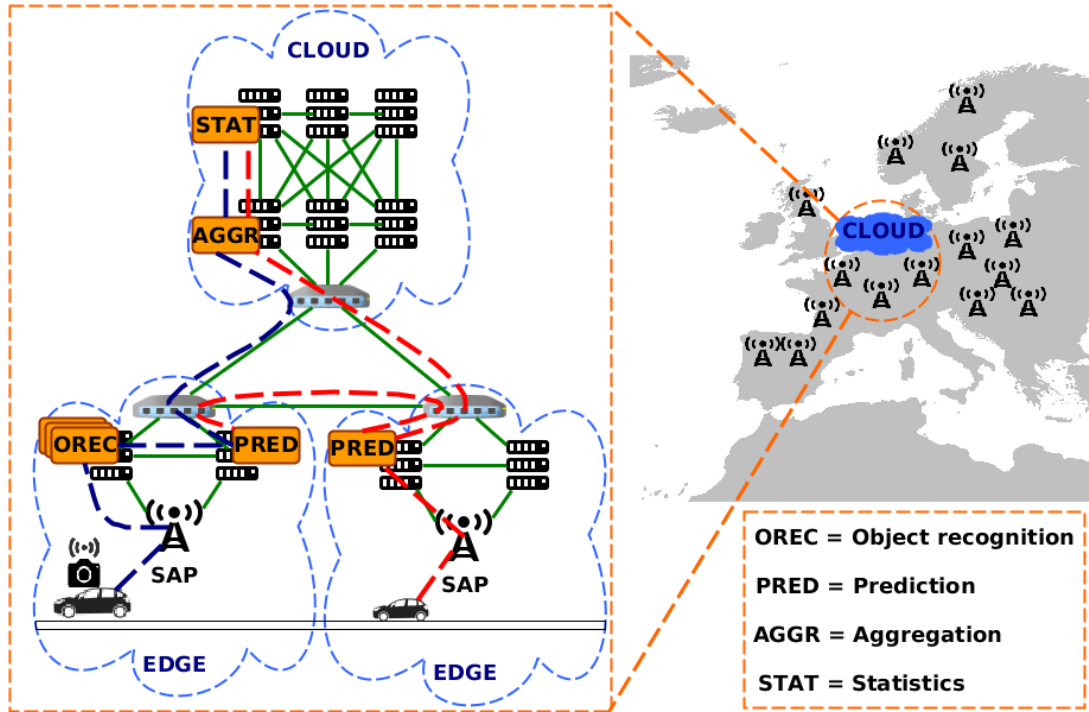 CLOUD
STAT
AGGR
OREC
PRED
PRED
SAP
SAP
EDGE
EDGE
CLOUD
OREC = Object recognition
PRED = Prediction
AGGR = Aggregation
STAT = Statistics